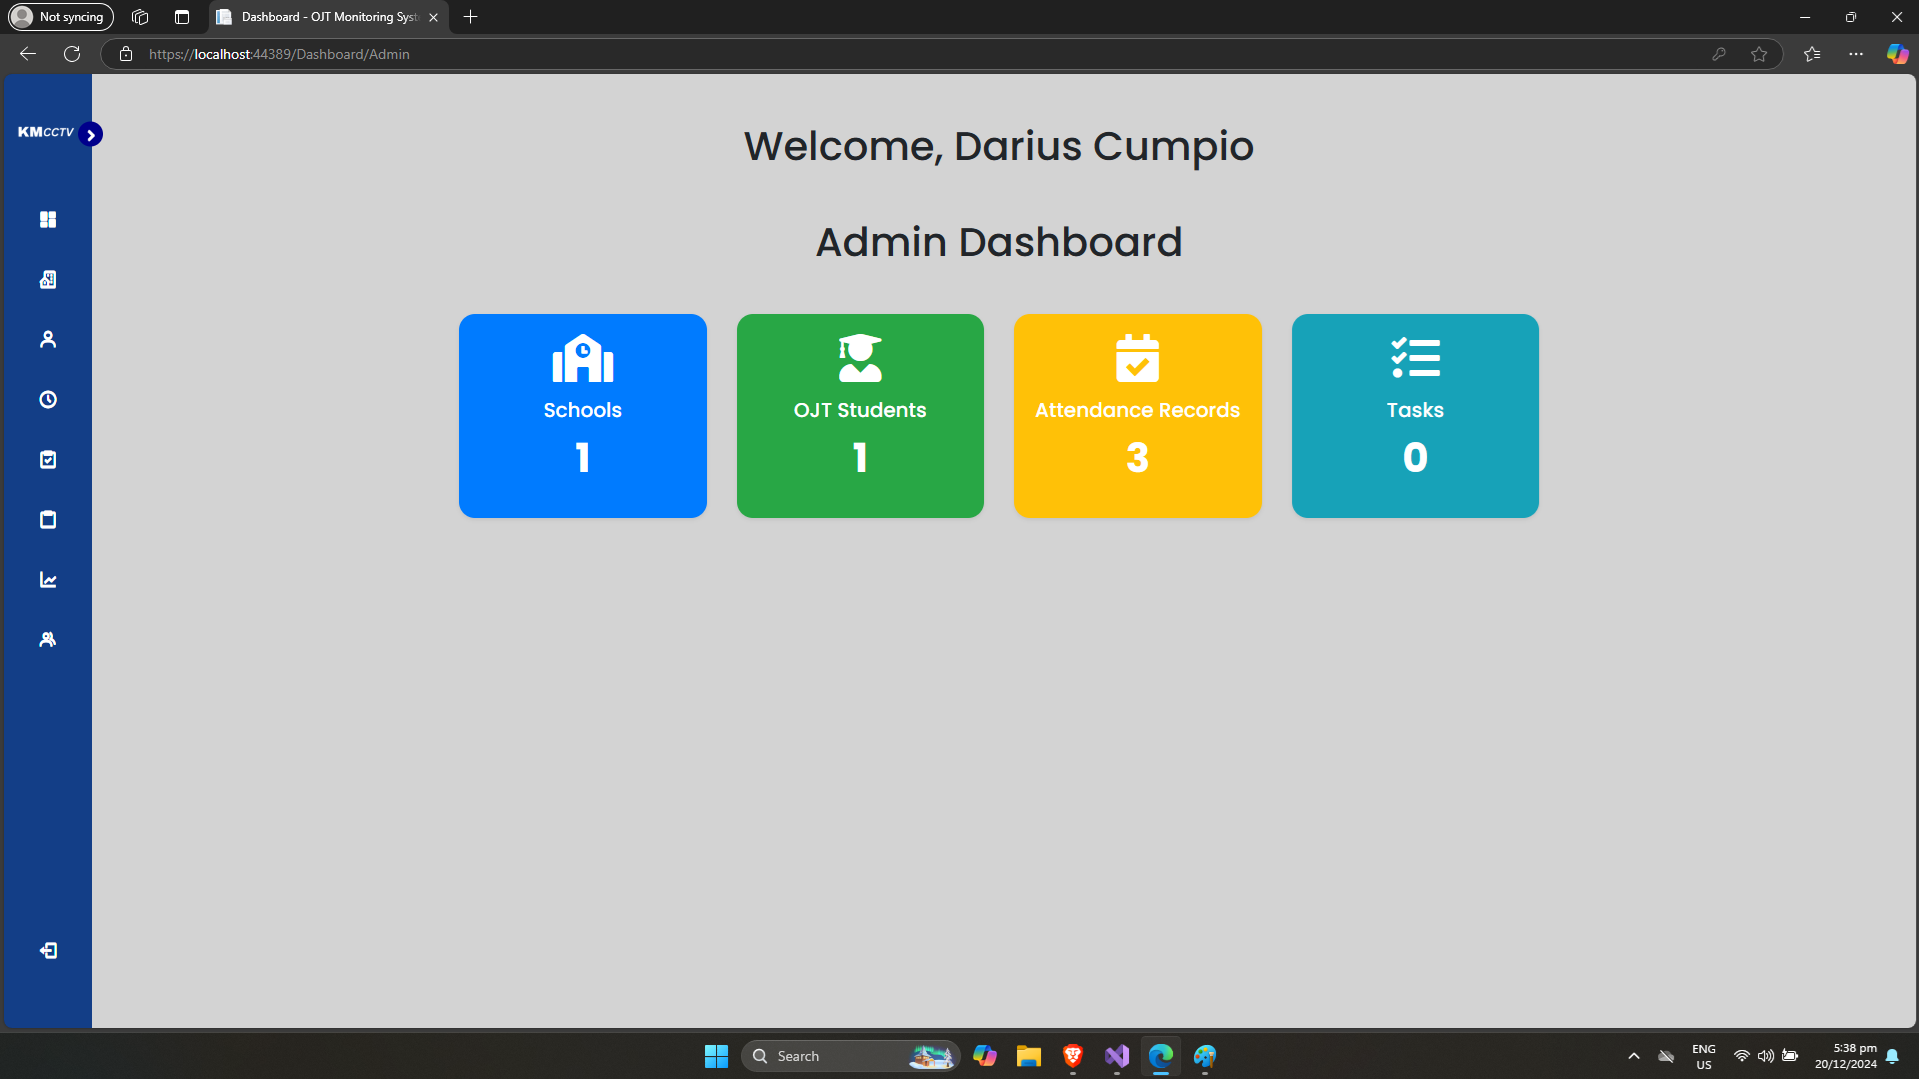 Not syncing
Dashboard - OJT Monitoring Syst
https://localhost:44389/Dashboard/Admin
KMCCTV
Welcome, Darius Cumpio
Admin Dashboard
Schools
1
OJT Students
1
Attendance Records
3
Tasks
0
Search
ENG
US
5:38 pm
20/12/2024